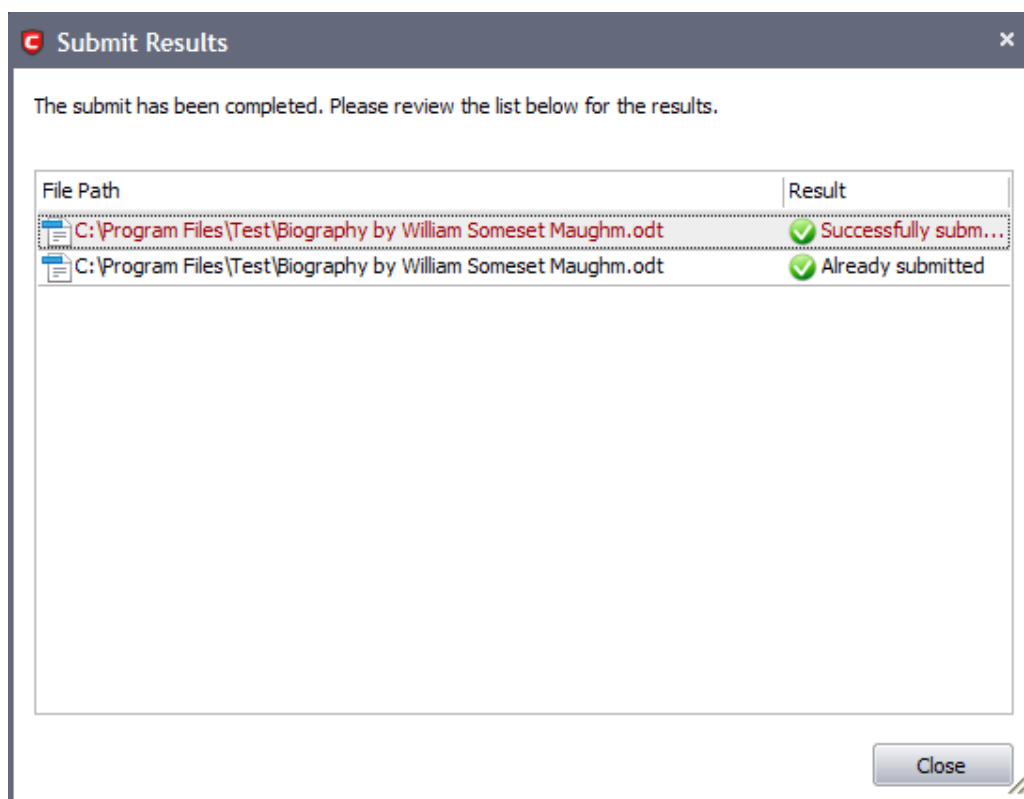 Submit Results
The submit has been completed. Please review the list below for the results.
File Path Result
C:\Program Files\Test\Biography by William Someset Maughm.odt Successfully subm...
C:\Program Files\Test\Biography by William Someset Maughm.odt Already submitted
Close